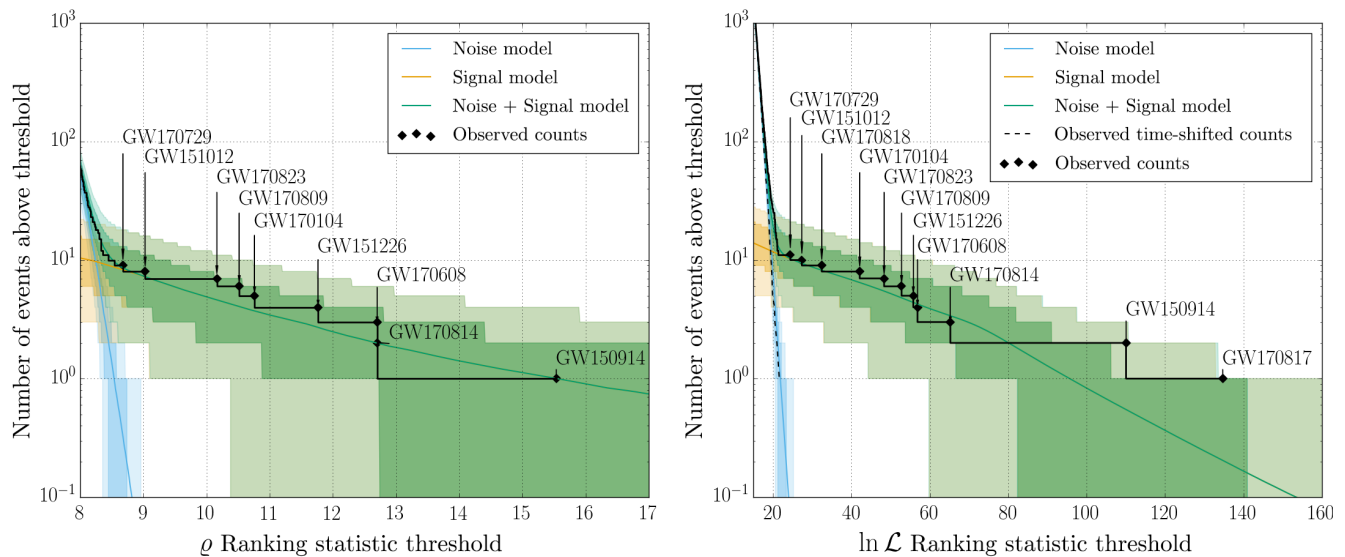 Number of events above threshold
10³
10²
10¹
10⁰
10⁻¹
Noise model
Signal model
Noise + Signal model
Observed counts
GW170729
GW151012
GW170823
GW170809
GW170104
GW151226
GW170608
GW170814
GW150914
8 9 10 11 12 13 14 15 16 17
ϱ Ranking statistic threshold
Number of events above threshold
10³
10²
10¹
10⁰
10⁻¹
Noise model
Signal model
Noise + Signal model
Observed time-shifted counts
Observed counts
GW170729
GW151012
GW170818
GW170104
GW170823
GW170809
GW151226
GW170608
GW170814
GW150914
GW170817
20 40 60 80 100 120 140 160
ln ℒ Ranking statistic threshold